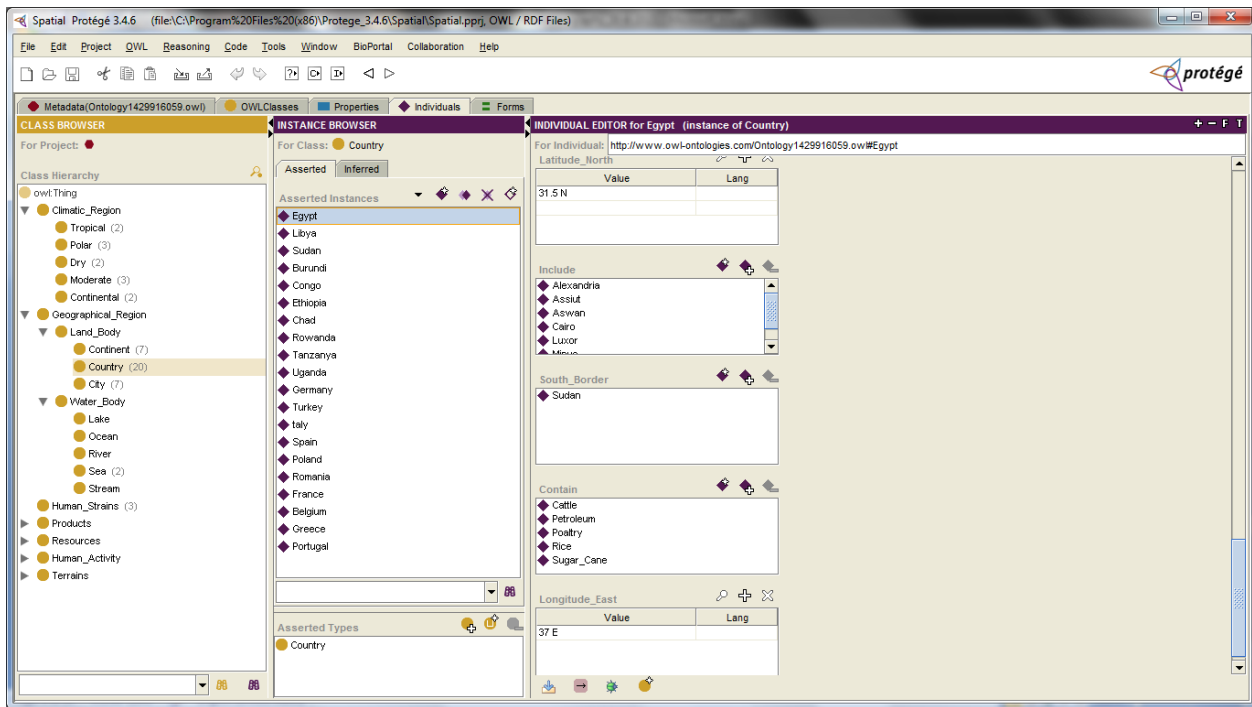 Spatial Protégé 3.4.6 (file:\C:\Program%20Files%20(x86)\Protege_3.4.6\Spatial\Spatial.pprj, OWL / RDF Files)
File Edit Project OWL Reasoning Code Tools Window BioPortal Collaboration Help
protégé
Metadata(Ontology1429916059.owl) OWLClasses Properties Individuals Forms
CLASS BROWSER
For Project:
Class Hierarchy
owl:Thing
Climatic_Region
Tropical (2)
Polar (3)
Dry (2)
Moderate (3)
Continental (2)
Geographical_Region
Land_Body
Continent (7)
Country (20)
City (7)
Water_Body
Lake
Ocean
River
Sea (2)
Stream
Human_Strains (3)
Products
Resources
Human_Activity
Terrains
INSTANCE BROWSER
For Class: Country
Asserted Inferred
Asserted Instances
Egypt
Libya
Sudan
Burundi
Congo
Ethiopia
Chad
Rowanda
Tanzanya
Uganda
Germany
Turkey
taly
Spain
Poland
Romania
France
Belgium
Greece
Portugal
Asserted Types
Country
INDIVIDUAL EDITOR for Egypt (instance of Country) + − F T
For Individual: http://www.owl-ontologies.com/Ontology1429916059.owl#Egypt
Latitude_North
Value Lang
31.5 N
Include
Alexandria
Assiut
Aswan
Cairo
Luxor
South_Border
Sudan
Contain
Cattle
Petroleum
Poaltry
Rice
Sugar_Cane
Longitude_East
Value Lang
37 E